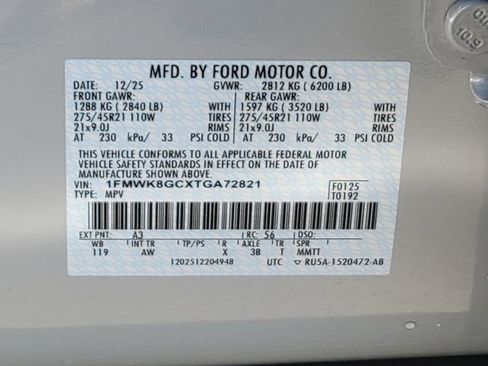 MFD. BY FORD MOTOR CO.
DATE: 12/25 GVWR: 2812 KG ( 6200 LB)
FRONT GAWR: REAR GAWR:
1288 KG ( 2840 LB) WITH 1597 KG ( 3520 LB) WITH
275/45R21 110W TIRES 275/45R21 110W TIRES
21x9.0J RIMS 21x9.0J RIMS
AT 230 kPa/ 33 PSI COLD AT 230 kPa/ 33 PSI COLD
THIS VEHICLE CONFORMS TO ALL APPLICABLE FEDERAL MOTOR
VEHICLE SAFETY STANDARDS IN EFFECT ON THE DATE OF
MANUFACTURE SHOWN ABOVE.
VIN: 1FMWK8GCXTGA72821 F0125
TYPE: MPV T0192
EXT PNT: A3 RC: 56
WB INT TR TP/PS R AXLE TR SPR
119 AW X 3B T MMTT
1202512204948 UTC RU5A-1520472-AB